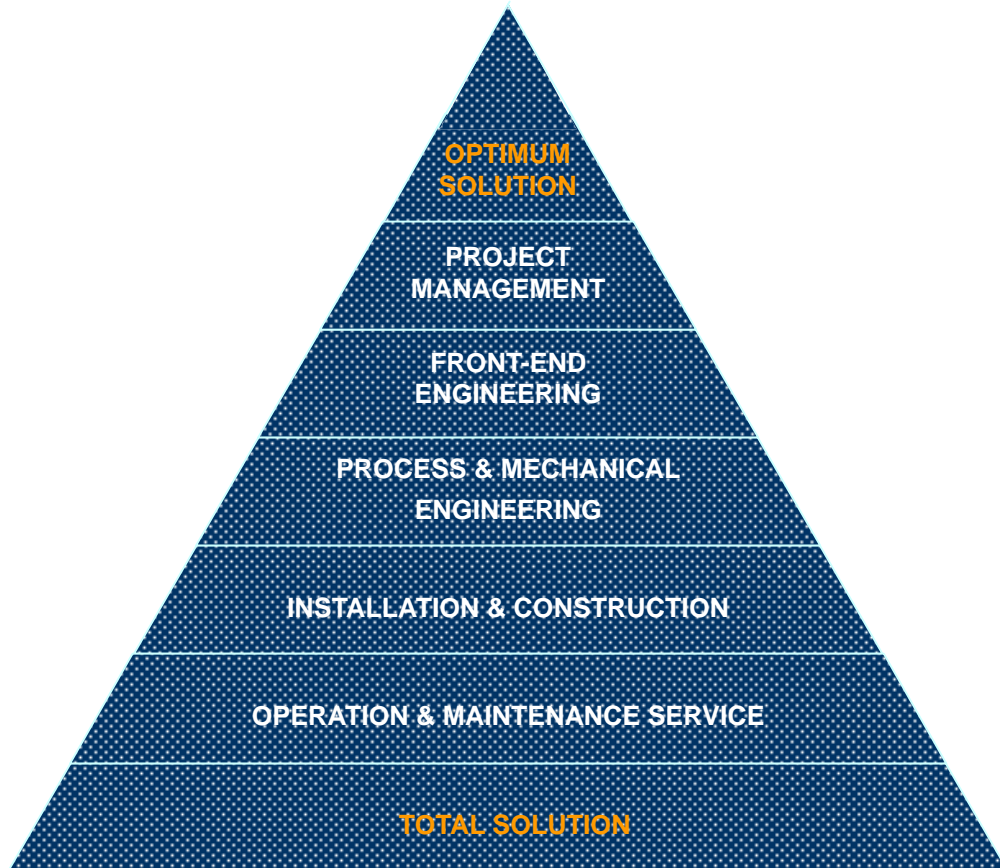 OPTIMUM
SOLUTION
PROJECT
MANAGEMENT
FRONT-END
ENGINEERING
PROCESS & MECHANICAL
ENGINEERING
INSTALLATION & CONSTRUCTION
OPERATION & MAINTENANCE SERVICE
TOTAL SOLUTION